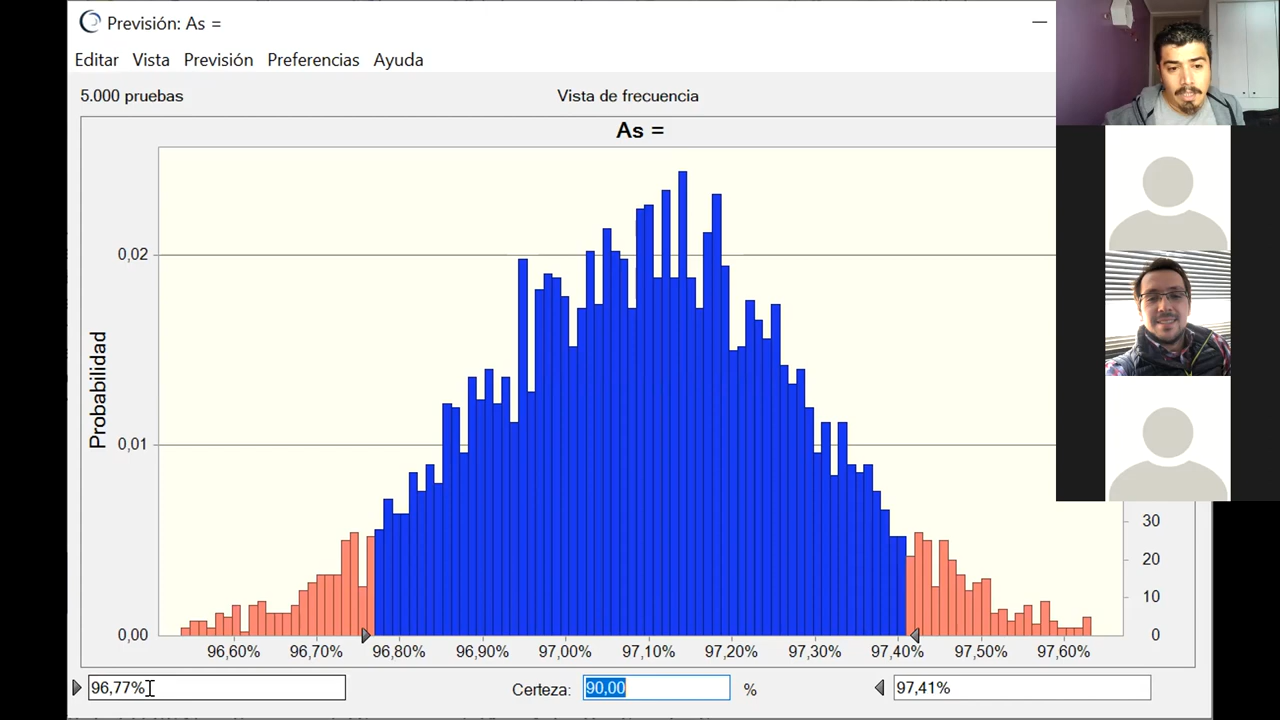 Previsión: As =
Editar Vista Previsión Preferencias Ayuda
5.000 pruebas Vista de frecuencia
As =
Probabilidad
0,02
0,01
0,00
30
20
10
0
96,60% 96,70% 96,80% 96,90% 97,00% 97,10% 97,20% 97,30% 97,40% 97,50% 97,60%
96,77% Certeza: 90,00 % 97,41%